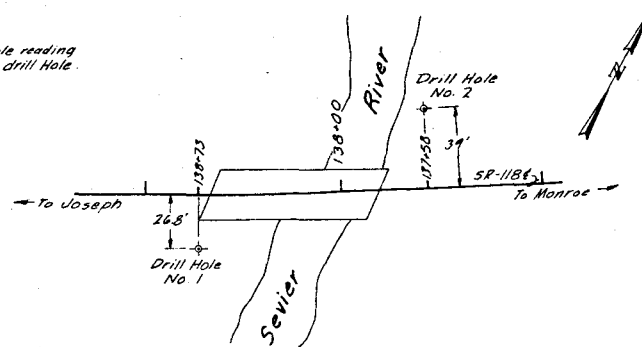 le reading
drill Hole.
River
Drill Hole
No. 2
N
138+73
138+00
137+58
39'
SR-118 ℄
← To Joseph
To Monroe →
26.8'
Drill Hole
No. 1
Sevier